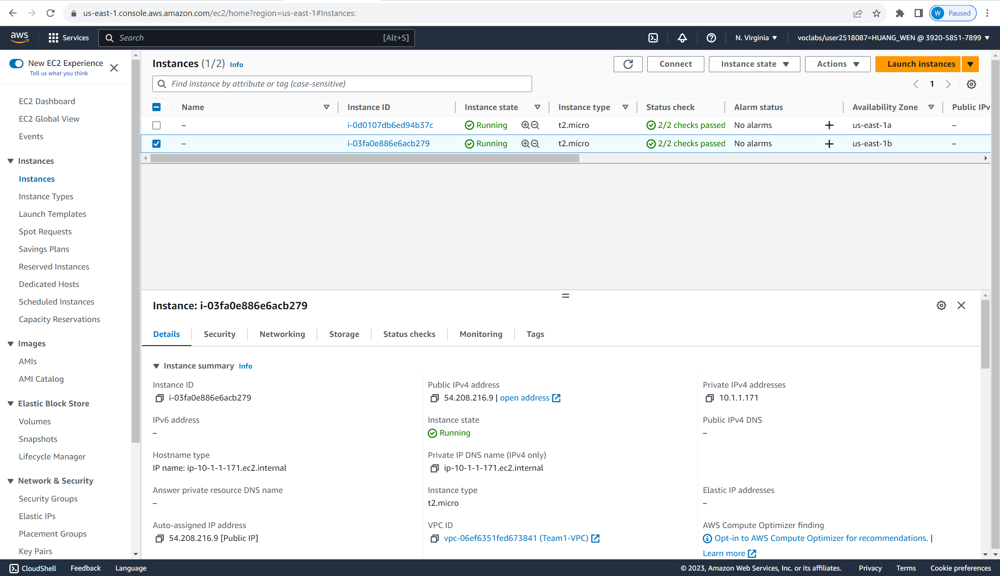 us-east-1.console.aws.amazon.com/ec2/home?region=us-east-1#Instances:
W Paused
aws Services Search [Alt+S] N. Virginia voclabs/user2518087=HUANG_WEN @ 3920-5851-7899
New EC2 Experience
Tell us what you think
EC2 Dashboard
EC2 Global View
Events
Instances
Instances
Instance Types
Launch Templates
Spot Requests
Savings Plans
Reserved Instances
Dedicated Hosts
Scheduled Instances
Capacity Reservations
Images
AMIs
AMI Catalog
Elastic Block Store
Volumes
Snapshots
Lifecycle Manager
Network & Security
Security Groups
Elastic IPs
Placement Groups
Key Pairs
Instances (1/2) Info
Connect Instance state Actions Launch instances
Find instance by attribute or tag (case-sensitive)
1
Name Instance ID Instance state Instance type Status check Alarm status Availability Zone Public IPv
– i-0d0107db6ed94b37c Running t2.micro 2/2 checks passed No alarms + us-east-1a –
– i-03fa0e886e6acb279 Running t2.micro 2/2 checks passed No alarms + us-east-1b –
Instance: i-03fa0e886e6acb279
Details Security Networking Storage Status checks Monitoring Tags
Instance summary Info
Instance ID
i-03fa0e886e6acb279
Public IPv4 address
54.208.216.9 | open address
Private IPv4 addresses
10.1.1.171
IPv6 address
–
Instance state
Running
Public IPv4 DNS
–
Hostname type
IP name: ip-10-1-1-171.ec2.internal
Private IP DNS name (IPv4 only)
ip-10-1-1-171.ec2.internal
Answer private resource DNS name
–
Instance type
t2.micro
Elastic IP addresses
–
Auto-assigned IP address
54.208.216.9 [Public IP]
VPC ID
vpc-06ef6351fed673841 (Team1-VPC)
AWS Compute Optimizer finding
Opt-in to AWS Compute Optimizer for recommendations. |
Learn more
CloudShell Feedback Language © 2023, Amazon Web Services, Inc. or its affiliates. Privacy Terms Cookie preferences